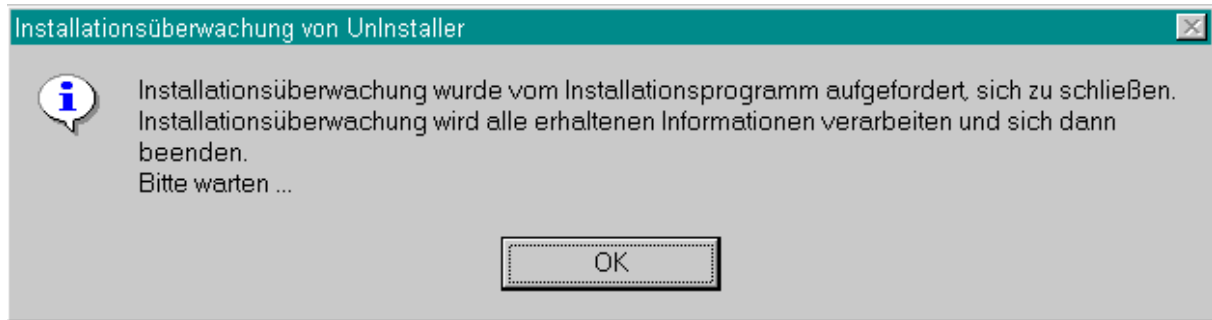 Installationsüberwachung von UnInstaller
Installationsüberwachung wurde vom Installationsprogramm aufgefordert, sich zu schließen.
Installationsüberwachung wird alle erhaltenen Informationen verarbeiten und sich dann
beenden.
Bitte warten ...
OK